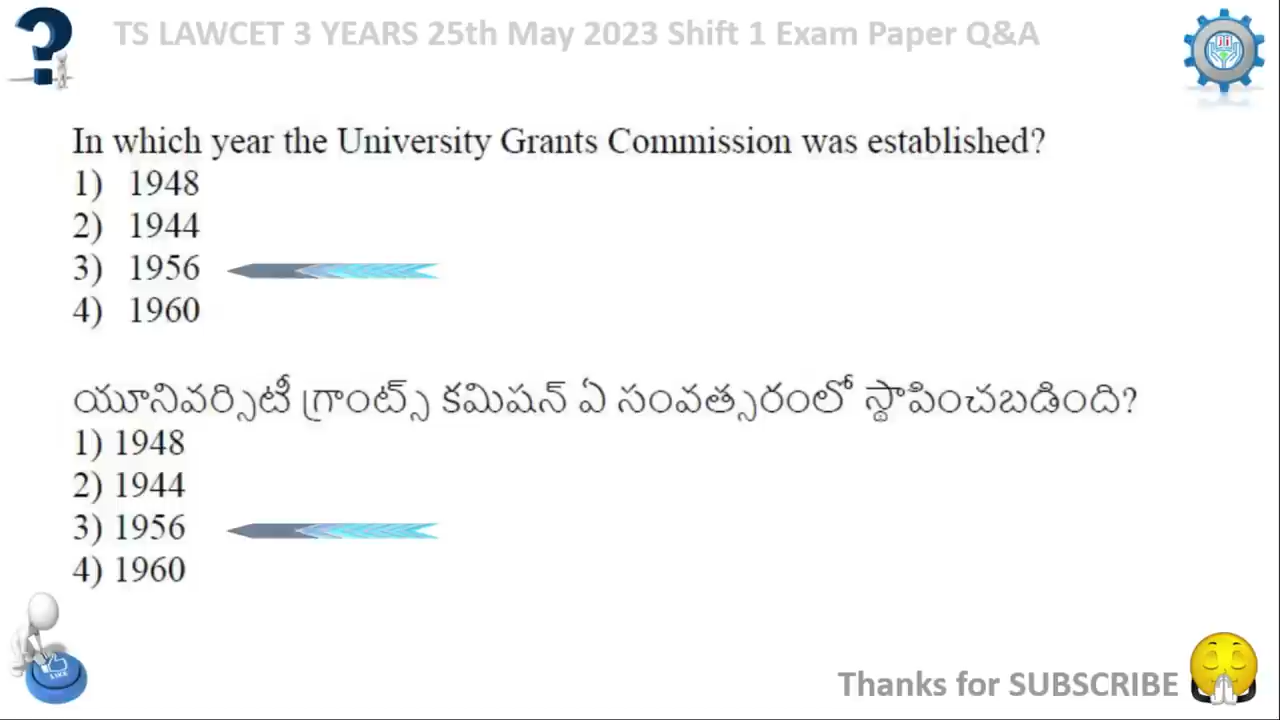 TS LAWCET 3 YEARS 25th May 2023 Shift 1 Exam Paper Q&A
In which year the University Grants Commission was established?
1) 1948
2) 1944
3) 1956
4) 1960
యూనివర్సిటీ గ్రాంట్స్ కమిషన్ ఏ సంవత్సరంలో స్థాపించబడింది?
1) 1948
2) 1944
3) 1956
4) 1960
Thanks for SUBSCRIBE